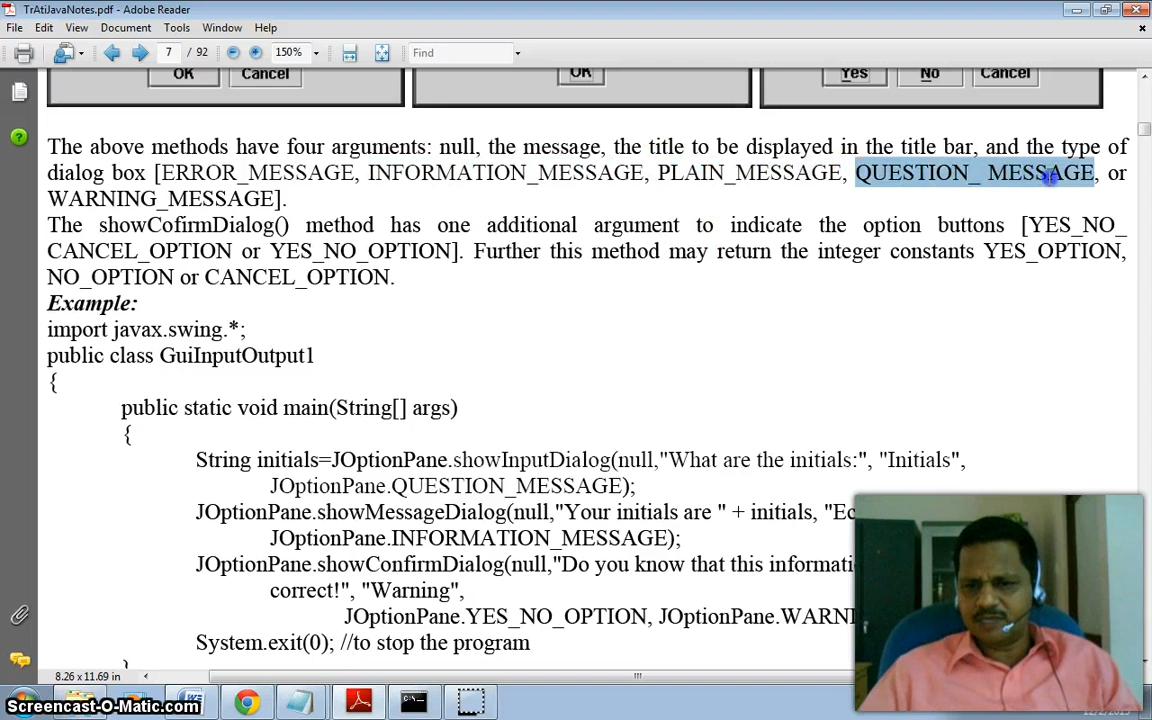 TrAtiJavaNotes.pdf - Adobe Reader
File Edit View Document Tools Window Help
7 / 92 150% Find
OK Cancel OK Yes No Cancel
The above methods have four arguments: null, the message, the title to be displayed in the title bar, and the type of
dialog box [ERROR_MESSAGE, INFORMATION_MESSAGE, PLAIN_MESSAGE, QUESTION_ MESSAGE, or
WARNING_MESSAGE].
The showCofirmDialog() method has one additional argument to indicate the option buttons [YES_NO_
CANCEL_OPTION or YES_NO_OPTION]. Further this method may return the integer constants YES_OPTION,
NO_OPTION or CANCEL_OPTION.
Example:
import javax.swing.*;
public class GuiInputOutput1
{
public static void main(String[] args)
{
String initials=JOptionPane.showInputDialog(null,"What are the initials:", "Initials",
JOptionPane.QUESTION_MESSAGE);
JOptionPane.showMessageDialog(null,"Your initials are " + initials, "Ec
JOptionPane.INFORMATION_MESSAGE);
JOptionPane.showConfirmDialog(null,"Do you know that this informati
correct!", "Warning",
JOptionPane.YES_NO_OPTION, JOptionPane.WARN
System.exit(0); //to stop the program
}
8.26 x 11.69 in
Screencast-O-Matic.com